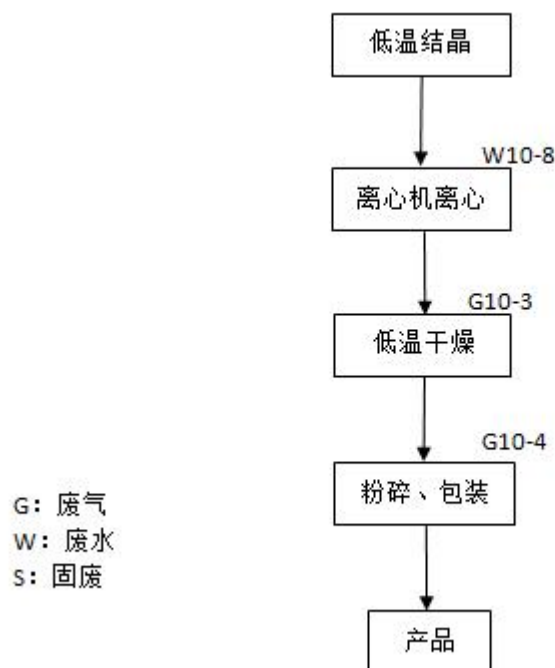 低温结晶
W10-8
离心机离心
G10-3
低温干燥
G10-4
粉碎、包装
G：废气
W：废水
S：固废
产品